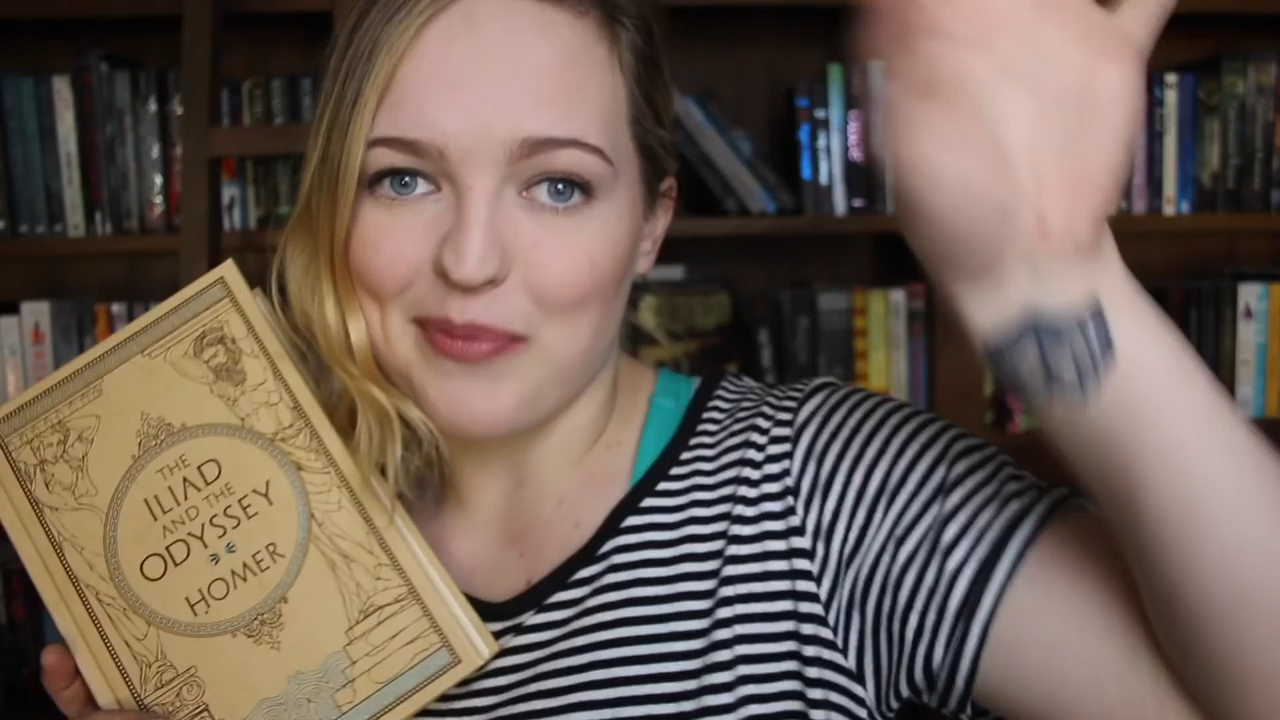 THE
ILIAD
AND THE
ODYSSEY
HOMER